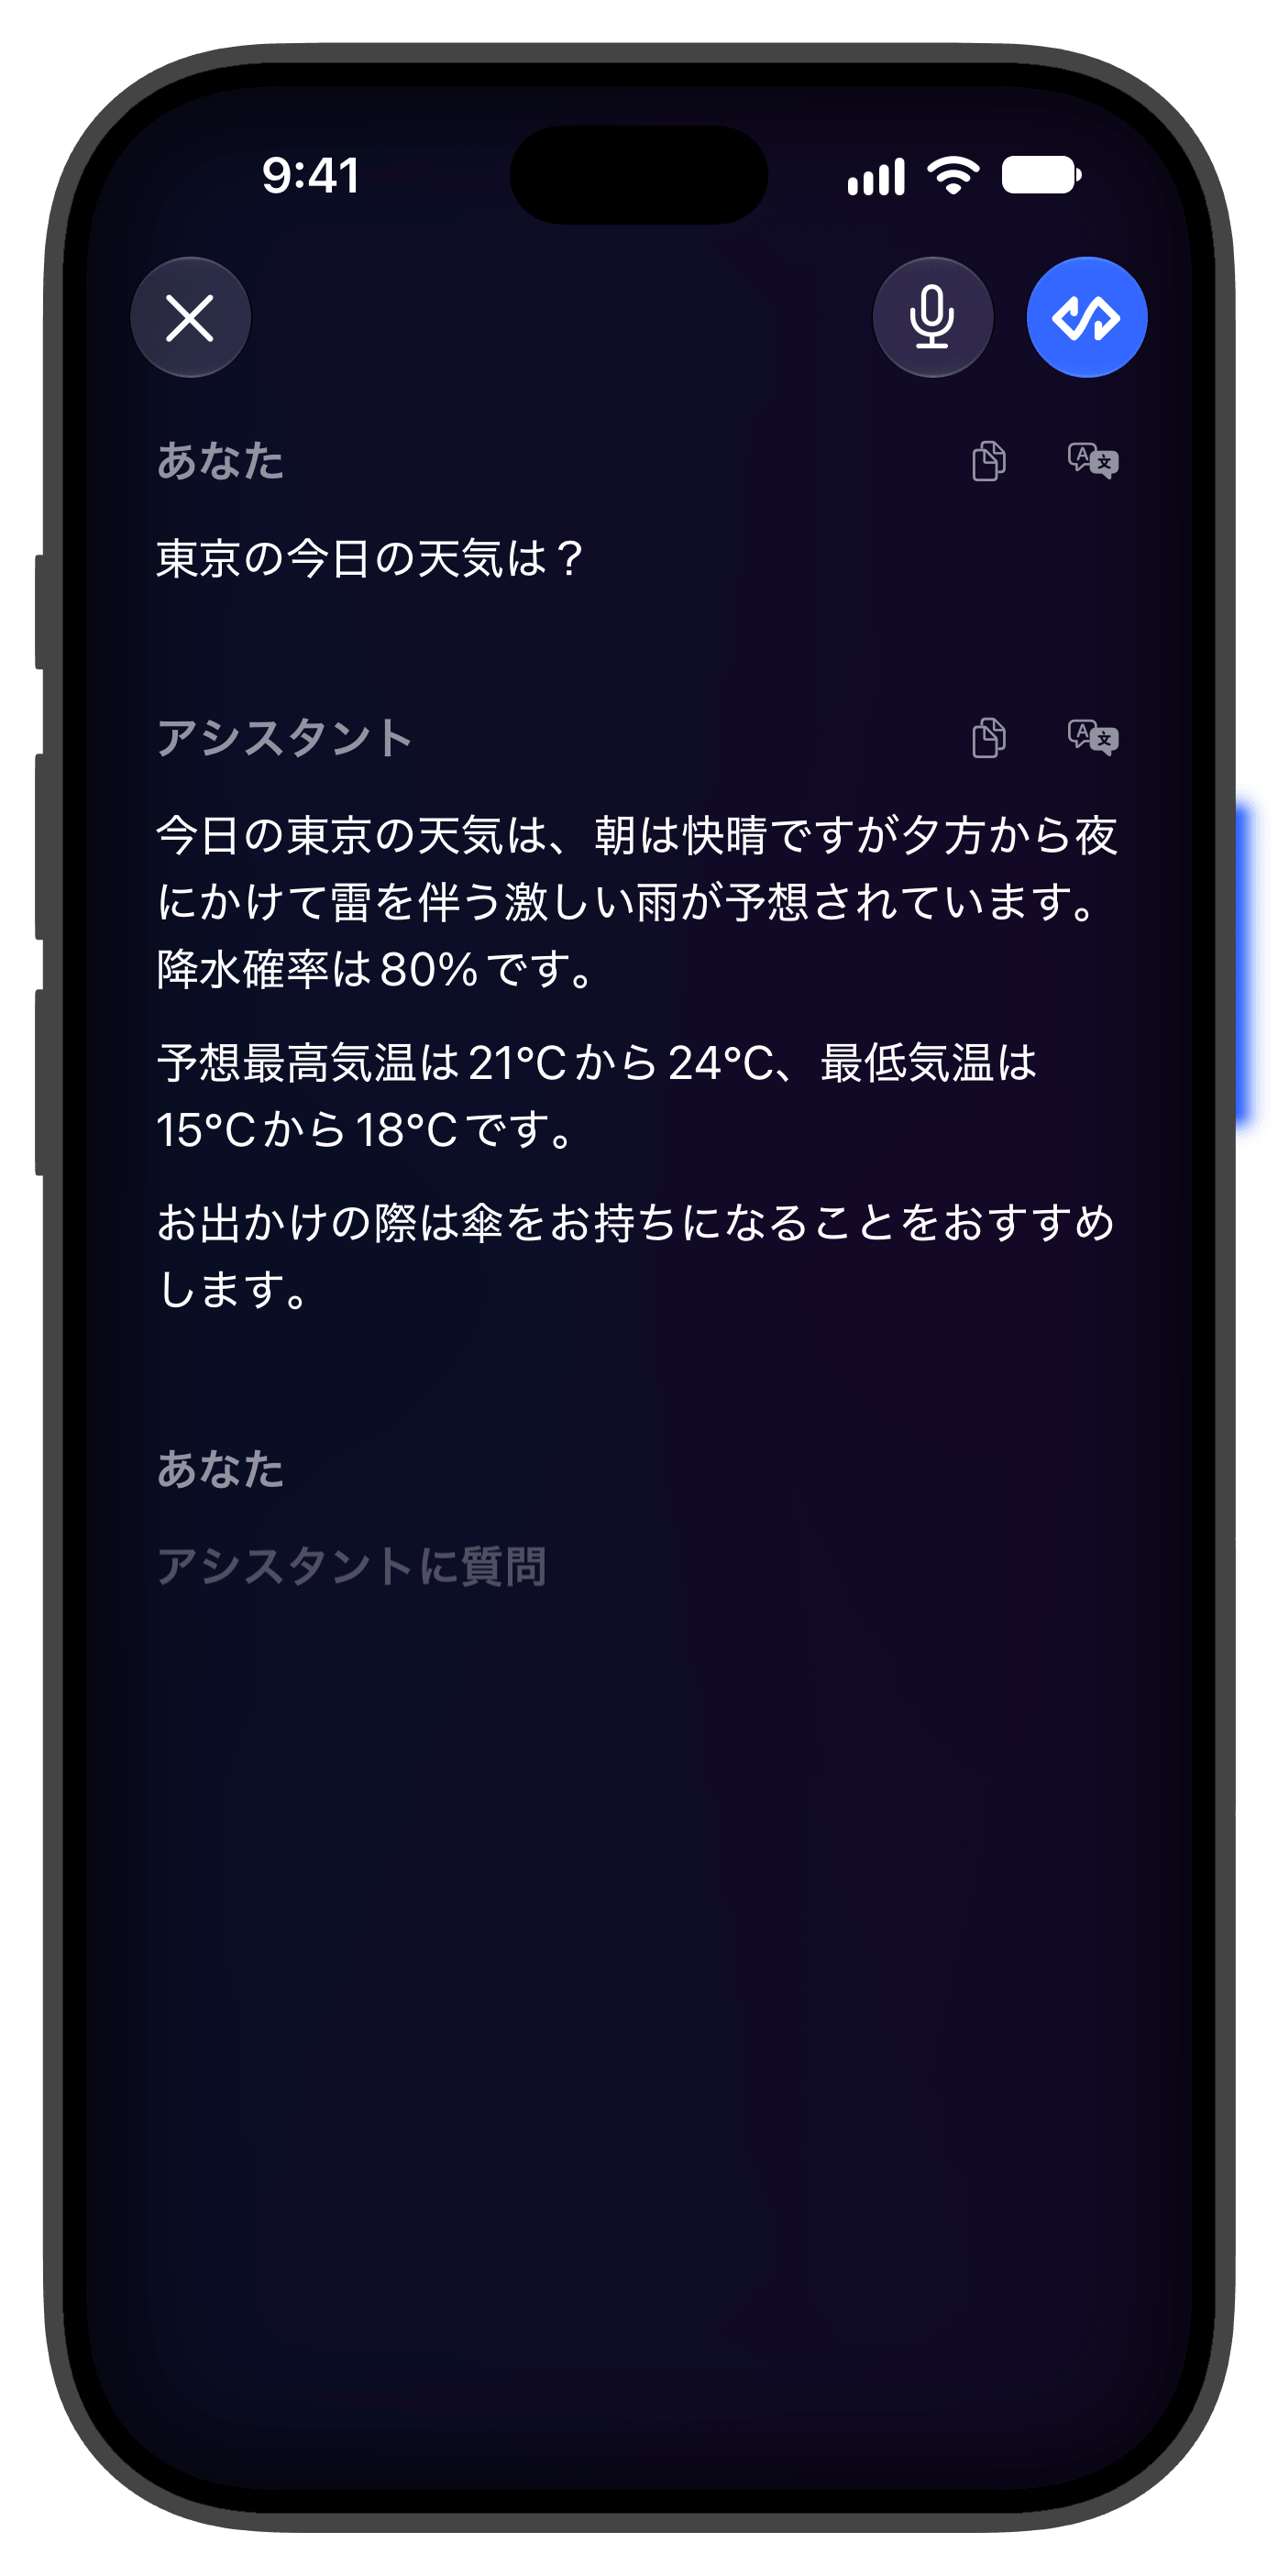 9:41
あなた
東京の今日の天気は？
アシスタント
今日の東京の天気は、朝は快晴ですが夕方から夜
にかけて雷を伴う激しい雨が予想されています。
降水確率は80%です。
予想最高気温は21°Cから24°C、最低気温は
15°Cから18°Cです。
お出かけの際は傘をお持ちになることをおすすめ
します。
あなた
アシスタントに質問